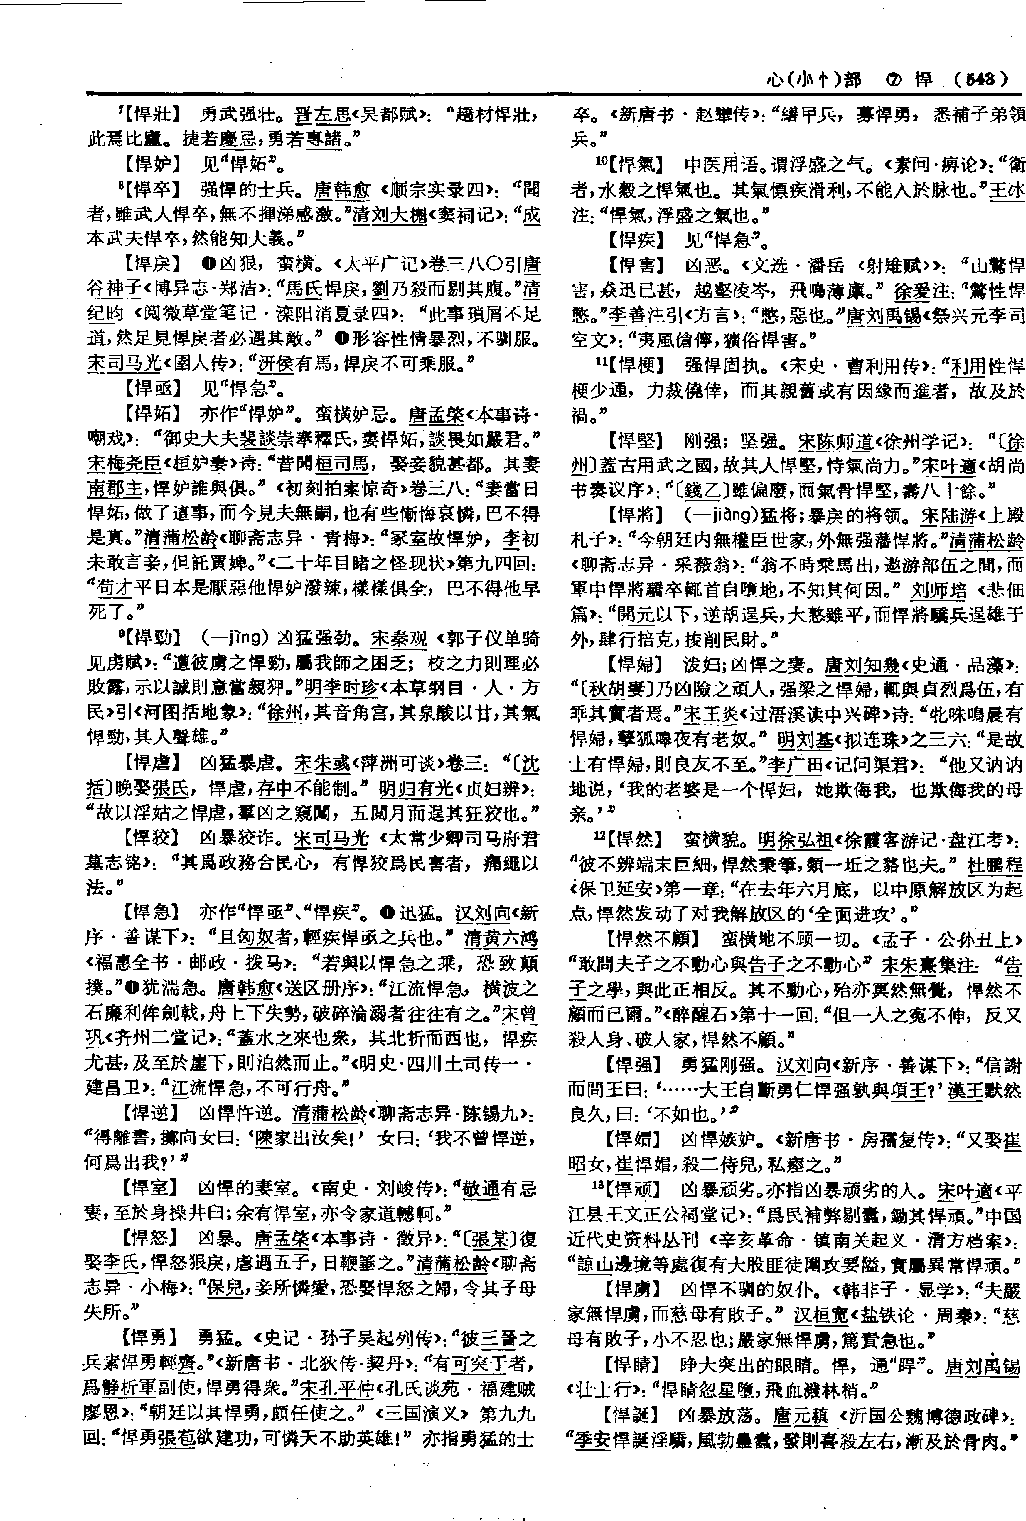 心(小忄)部 ⑦ 悍 (543)
⁷【悍壯】 勇武强壮。晋左思《吴都赋》：“趫材悍壯，
此焉比廬。捷若慶忌，勇若專諸。”
【悍妒】 见“悍妬”。
⁸【悍卒】 强悍的士兵。唐韩愈《顺宗实录四》：“聞
者，雖武人悍卒，無不揮涕感激。”清刘大櫆《窦祠记》：“成
本武夫悍卒，然能知大義。”
【悍戾】 ❶凶狠，蛮横。《太平广记》卷三八〇引唐
谷神子《博异志·郑洁》：“馬氏悍戾，劉乃殺而剔其腹。”清
纪昀《阅微草堂笔记·滦阳消夏录四》：“此事瑣屑不足
道，然足見悍戾者必遇其敵。”❶形容性情暴烈，不驯服。
宋司马光《圉人传》：“汧侯有馬，悍戾不可乘服。”
【悍亟】 见“悍急”。
【悍妬】 亦作“悍妒”。蛮横妒忌。唐孟棨《本事诗·
嘲戏》：“御史大夫裴談崇奉釋氏，妻悍妬，談畏如嚴君。”
宋梅尧臣《桓妒妻》诗：“昔聞桓司馬，娶妾貌甚都。其妻
南郡主，悍妒誰與俱。”《初刻拍案惊奇》卷三八：“妻當日
悍妬，做了這事，而今見夫無嗣，也有些慚悔哀憐，巴不得
是真。”清蒲松龄《聊斋志异·青梅》：“冢室故悍妒，李初
未敢言妾，但託買婢。”《二十年目睹之怪现状》第九四回：
“苟才平日本是厭惡他悍妒潑辣，樣樣俱全，巴不得他早
死了。”
⁹【悍勁】 （—jìng）凶猛强劲。宋秦观《郭子仪单骑
见虏赋》：“遵彼虜之悍勁，屬我師之困乏；校之力則理必
敗露，示以誠則意當親狎。”明李时珍《本草纲目·人·方
民》引《河图括地象》：“徐州，其音角宫，其泉酸以甘，其氣
悍勁，其人聲雄。”
【悍虐】 凶猛暴虐。宋朱彧《萍洲可谈》卷三：“〔沈
括〕晚娶張氏，悍虐，存中不能制。”明归有光《贞妇辨》：
“故以淫姑之悍虐，羣凶之窺闞，五閲月而逞其狂狡也。”
【悍狡】 凶暴狡诈。宋司马光《太常少卿司马府君
墓志铭》：“其爲政務合民心，有悍狡爲民害者，痛繩以
法。”
【悍急】 亦作“悍亟”、“悍疾”。❶迅猛。汉刘向《新
序·善谋下》：“且匈奴者，輕疾悍亟之兵也。”清黄六鸿
《福惠全书·邮政·拨马》：“若與以悍急之乘，恐致顛
撲。”❶犹湍急。唐韩愈《送区册序》：“江流悍急，横波之
石廉利侔劍戟，舟上下失勢，破碎淪溺者往往有之。”宋曾
巩《齐州二堂记》：“蓋水之來也衆，其北折而西也，悍疾
尤甚，及至於崖下，則泊然而止。”《明史·四川土司传一·
建昌卫》：“江流悍急，不可行舟。”
【悍逆】 凶悍忤逆。清蒲松龄《聊斋志异·陈锡九》：
“得離書，擲向女曰：‘陳家出汝矣！’女曰：‘我不曾悍逆，
何爲出我？’”
【悍室】 凶悍的妻室。《南史·刘峻传》：“敬通有忌
妻，至於身操井臼；余有悍室，亦令家道轗軻。”
【悍怒】 凶暴。唐孟棨《本事诗·徵异》：“〔張某〕復
娶李氏，悍怒狠戾，虐遇五子，日鞭箠之。”清蒲松龄《聊斋
志异·小梅》：“保兒，妾所憐愛，恐娶悍怒之婦，令其子母
失所。”
【悍勇】 勇猛。《史记·孙子吴起列传》：“彼三晉之
兵素悍勇輕齊。”《新唐书·北狄传·契丹》：“有可突于者，
爲靜析軍副使，悍勇得衆。”宋孔平仲《孔氏谈苑·福建贼
廖恩》：“朝廷以其悍勇，頗任使之。”《三国演义》第九九
回：“悍勇張苞欲建功，可憐天不助英雄！”亦指勇猛的士
卒。《新唐书·赵犨传》：“繕甲兵，募悍勇，悉補子弟領
兵。”
¹⁰【悍氣】 中医用语。谓浮盛之气。《素问·痹论》：“衛
者，水穀之悍氣也。其氣慓疾滑利，不能入於脉也。”王冰
注：“悍氣，浮盛之氣也。”
【悍疾】 见“悍急”。
【悍害】 凶恶。《文选·潘岳〈射雉赋〉》：“山鷩悍
害，猋迅已甚，越壑凌岑，飛鳴薄廪。”徐爰注：“鷩性悍
憋。”李善注引《方言》：“憋，惡也。”唐刘禹锡《祭兴元李司
空文》：“夷風傖儜，獷俗悍害。”
¹¹【悍梗】 强悍固执。《宋史·曹利用传》：“利用性悍
梗少通，力裁僥倖，而其親舊或有因緣而進者，故及於
禍。”
【悍堅】 刚强；坚强。宋陈师道《徐州学记》：“〔徐
州〕蓋古用武之國，故其人悍堅，恃氣尚力。”宋叶適《胡尚
书奏议序》：“〔錢乙〕雖偏廢，而氣骨悍堅，壽八十餘。”
【悍將】 （—jiàng）猛将；暴戾的将领。宋陆游《上殿
札子》：“今朝廷内無權臣世家，外無强藩悍將。”清蒲松龄
《聊斋志异·采薇翁》：“翁不時乘馬出，遨游部伍之間，而
軍中悍將驕卒輒首自墮地，不知其何因。”刘师培《悲佃
篇》：“開元以下，逆胡逞兵，大憝雖平，而悍將驕兵逞雄于
外，肆行掊克，朘削民財。”
【悍婦】 泼妇；凶悍之妻。唐刘知幾《史通·品藻》：
“〔秋胡妻〕乃凶險之頑人，强梁之悍婦，輒與貞烈爲伍，有
乖其實者焉。”宋王炎《过浯溪读中兴碑》诗：“牝咮鳴晨有
悍婦，孽狐嘷夜有老奴。”明刘基《拟连珠》之三六：“是故
士有悍婦，則良友不至。”李广田《记问渠君》：“他又讷讷
地说，‘我的老婆是一个悍妇，她欺侮我，也欺侮我的母
亲。’”
¹²【悍然】 蛮横貌。明徐弘祖《徐霞客游记·盘江考》：
“彼不辨端末巨細，悍然秉筆，類一坵之貉也夫。”杜鹏程
《保卫延安》第一章：“在去年六月底，以中原解放区为起
点，悍然发动了对我解放区的‘全面进攻’。”
【悍然不顧】 蛮横地不顾一切。《孟子·公孙丑上》
“敢問夫子之不動心與告子之不動心”宋朱熹集注：“告
子之學，與此正相反。其不動心，殆亦冥然無覺，悍然不
顧而已爾。”《醉醒石》第十一回：“但一人之冤不伸，反又
殺人身、破人家，悍然不顧。”
【悍强】 勇猛刚强。汉刘向《新序·善谋下》：“信謝
而問王曰：‘……大王自斷勇仁悍强孰與項王？’漢王默然
良久，曰：‘不如也。’”
【悍媢】 凶悍嫉妒。《新唐书·房孺复传》：“又娶崔
昭女，崔悍媢，殺二侍兒，私瘞之。”
¹³【悍頑】 凶暴顽劣。亦指凶暴顽劣的人。宋叶適《平
江县王文正公祠堂记》：“爲民補弊剔蠹，鋤其悍頑。”中国
近代史资料丛刊《辛亥革命·镇南关起义·清方档案》：
“諒山邊境等處復有大股匪徒圍攻要隘，實屬異常悍頑。”
【悍虜】 凶悍不驯的奴仆。《韩非子·显学》：“夫嚴
家無悍虜，而慈母有敗子。”汉桓宽《盐铁论·周秦》：“慈
母有敗子，小不忍也；嚴家無悍虜，篤責急也。”
【悍睛】 睁大突出的眼睛。悍，通“睅”。唐刘禹锡
《壮士行》：“悍睛忽星墮，飛血濺林梢。”
【悍誕】 凶暴放荡。唐元稹《沂国公魏博德政碑》：
“季安悍誕淫驕，風勃蠱蠹，發則喜殺左右，漸及於骨肉。”